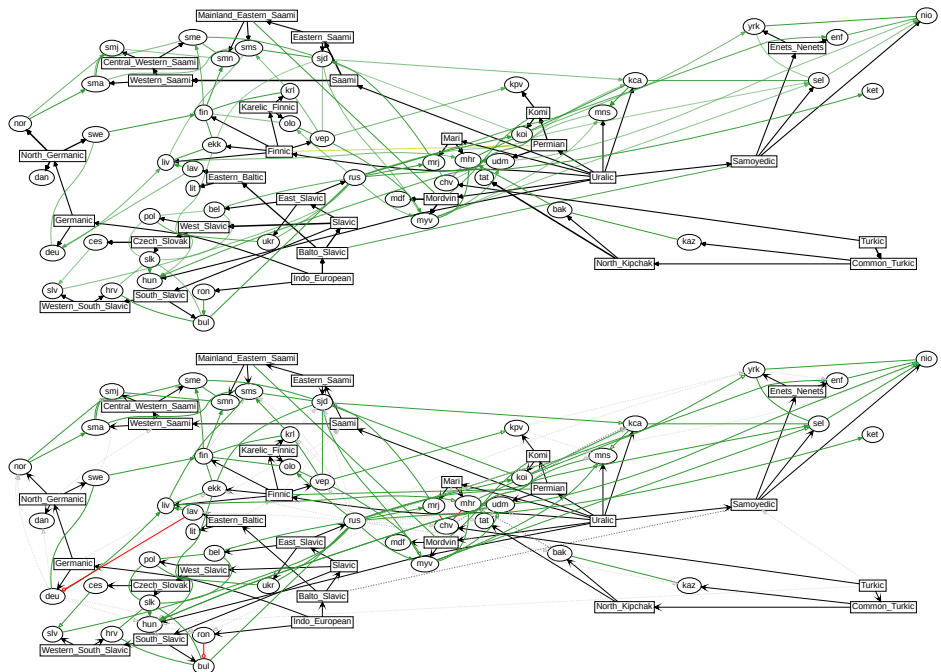 Mainland_Eastern_Saami
nio
yrk
sme
Eastern_Saami
enf
smj
sms
Enets_Nenets
smn
sjd
Central_Western_Saami
Western_Saami
Saami
kca
sel
sma
kpv
krl
ket
Karelic_Finnic
fin
Komi
mns
nor
olo
swe
koi
vep
Mari
ekk
Permian
Finnic
North_Germanic
liv
mrj
mhr
udm
Samoyedic
lav
dan
Eastern_Baltic
rus
chv
tat
Uralic
lit
East_Slavic
mdf
Mordvin
bel
bak
pol
Germanic
West_Slavic
Slavic
myv
ces
Czech_Slovak
ukr
kaz
Turkic
deu
Balto_Slavic
slk
North_Kipchak
Common_Turkic
hun
Indo_European
slv
hrv
South_Slavic
ron
Western_South_Slavic
bul
Mainland_Eastern_Saami
nio
yrk
sme
Eastern_Saami
enf
smj
sms
Enets_Nenets
smn
sjd
Central_Western_Saami
Western_Saami
Saami
kca
sel
sma
kpv
krl
ket
Karelic_Finnic
fin
Komi
mns
nor
olo
swe
koi
vep
Mari
ekk
Permian
Finnic
North_Germanic
liv
mrj
mhr
udm
Samoyedic
lav
dan
Eastern_Baltic
rus
chv
tat
Uralic
lit
East_Slavic
mdf
Mordvin
bel
bak
pol
Germanic
West_Slavic
Slavic
myv
ces
Czech_Slovak
ukr
kaz
Turkic
deu
Balto_Slavic
slk
North_Kipchak
Common_Turkic
hun
Indo_European
slv
hrv
South_Slavic
ron
Western_South_Slavic
bul